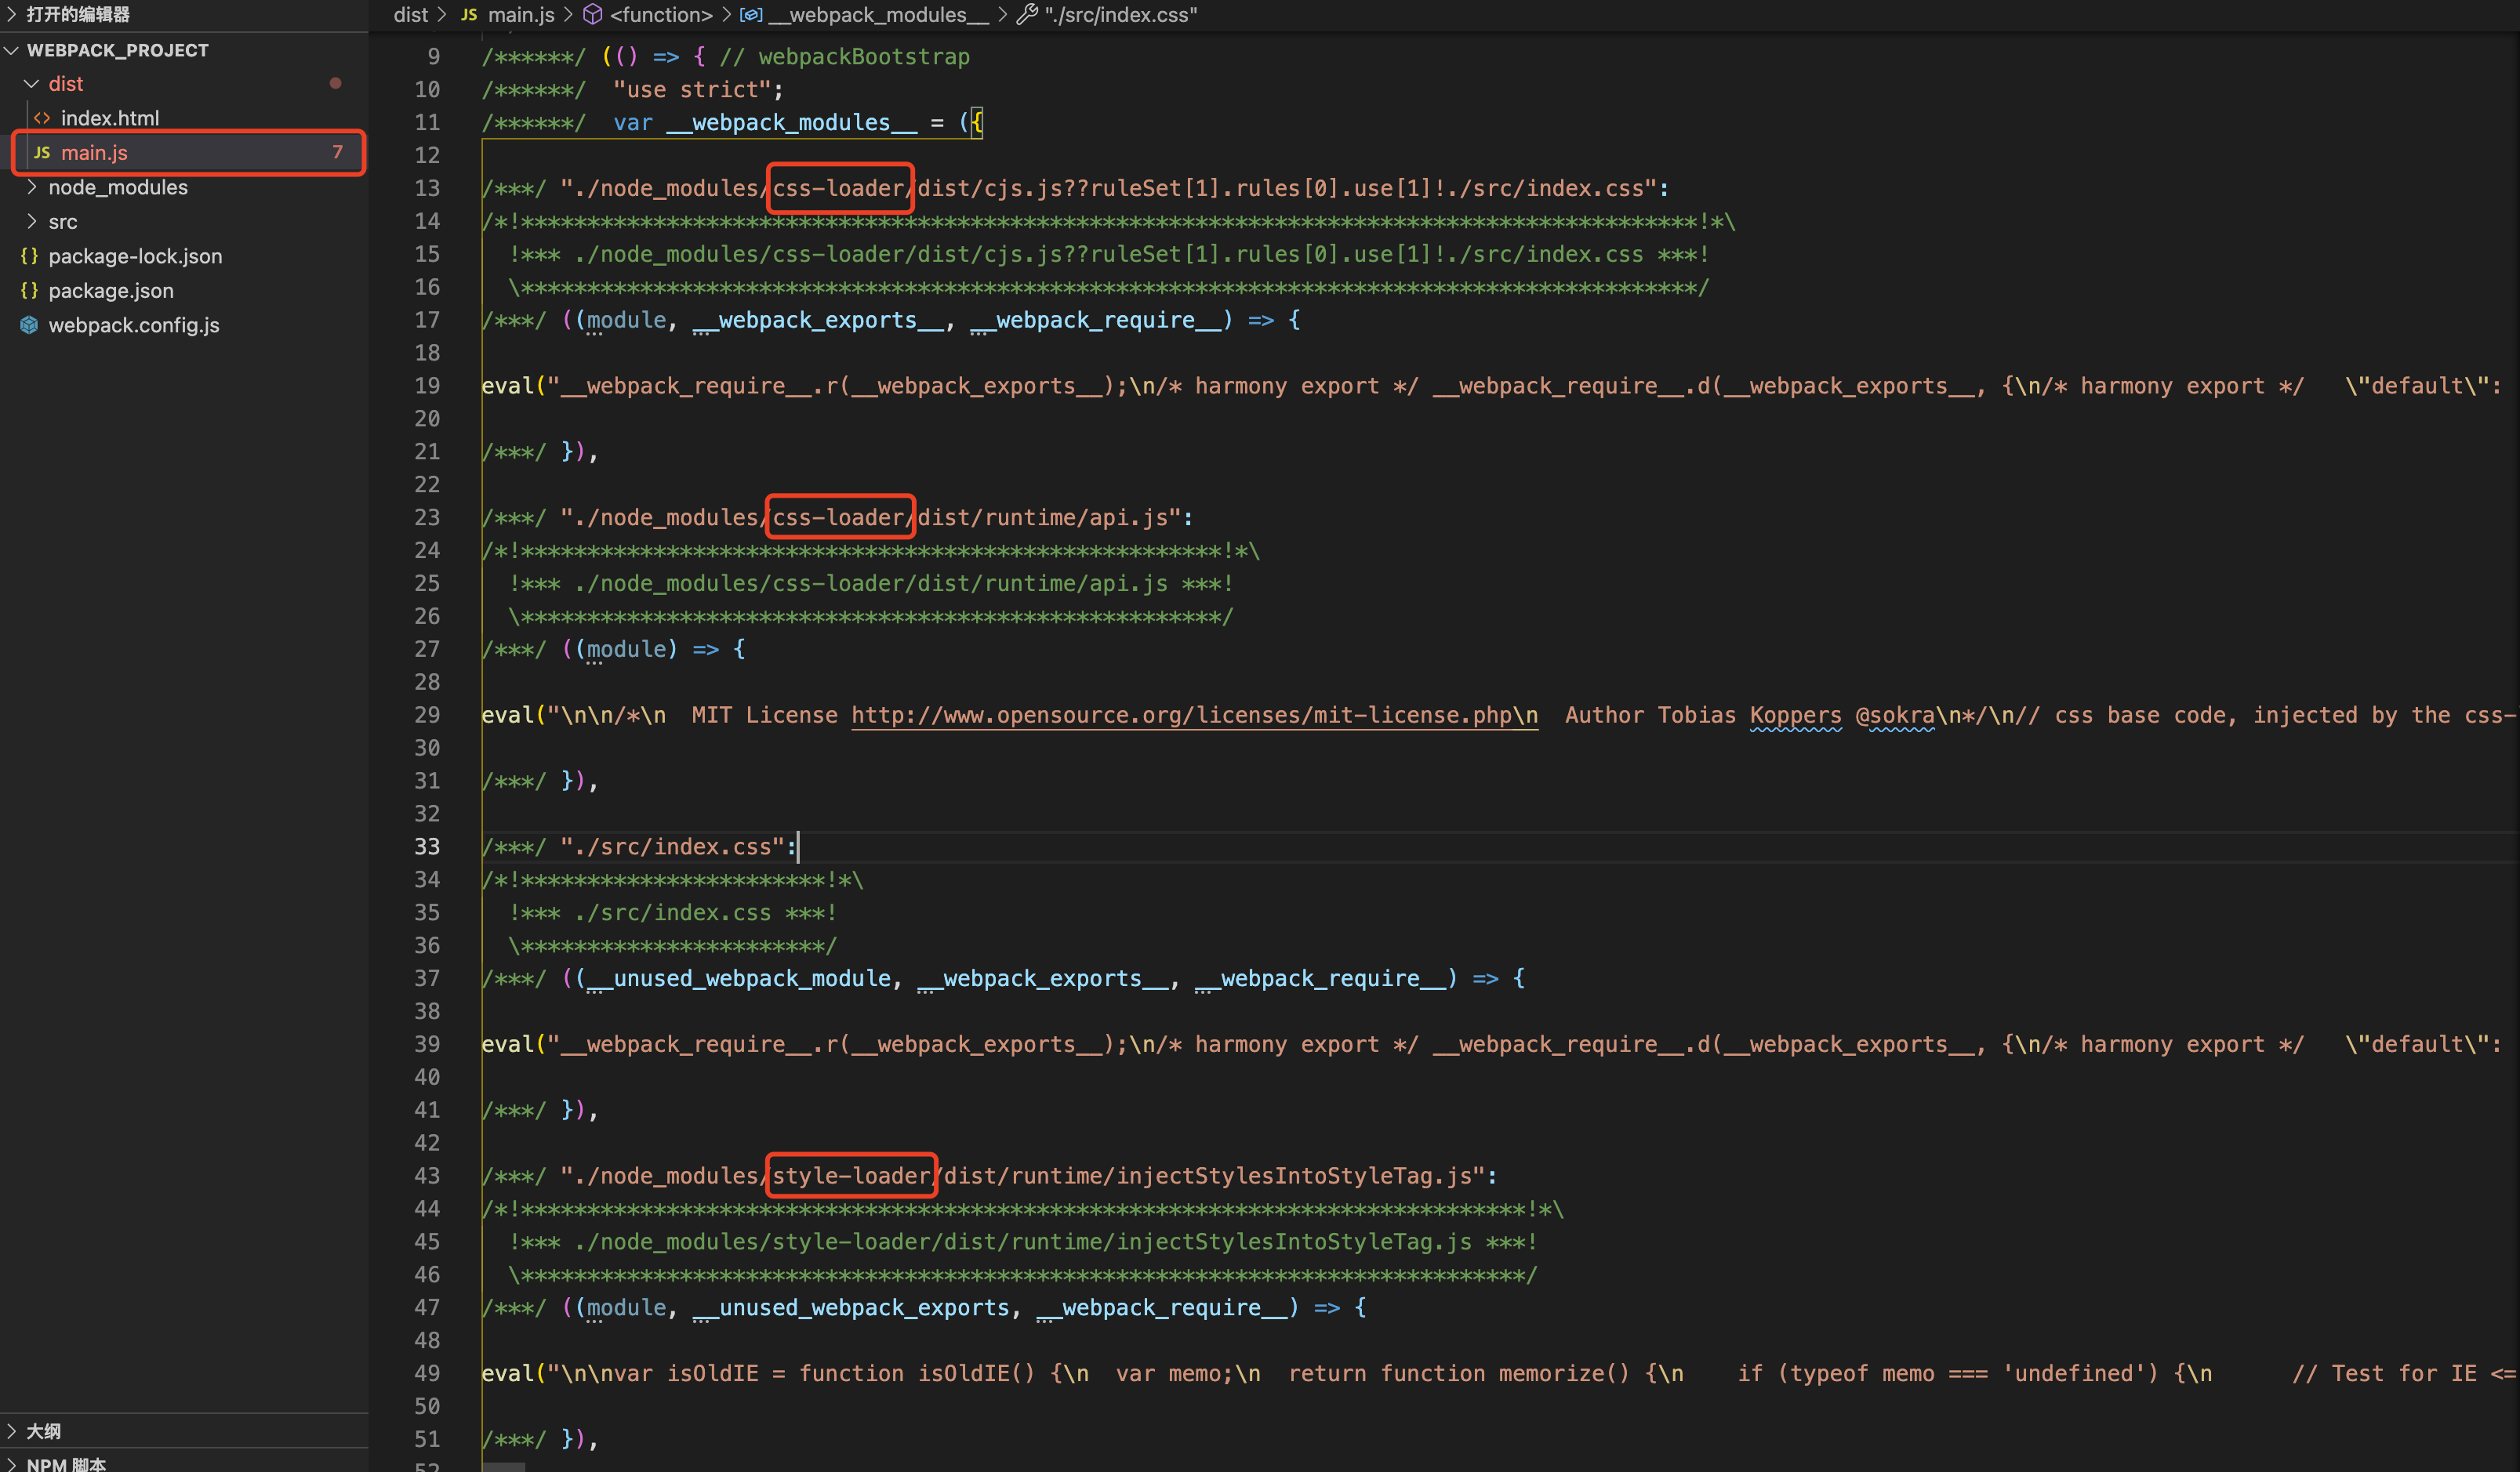 打开的编辑器
WEBPACK_PROJECT
dist
index.html
JS main.js 7
node_modules
src
{} package-lock.json
{} package.json
webpack.config.js
大纲
NPM 脚本
dist > JS main.js > <function> > __webpack_modules__ > "./src/index.css"
9 /******/ (() => { // webpackBootstrap
10 /******/ "use strict";
11 /******/ var __webpack_modules__ = ({
12
13 /***/ "./node_modules/css-loader/dist/cjs.js??ruleSet[1].rules[0].use[1]!./src/index.css":
14 /*!*****************************************************************************************!*\
15 !*** ./node_modules/css-loader/dist/cjs.js??ruleSet[1].rules[0].use[1]!./src/index.css ***!
16 \*****************************************************************************************/
17 /***/ ((module, __webpack_exports__, __webpack_require__) => {
18
19 eval("__webpack_require__.r(__webpack_exports__);\n/* harmony export */ __webpack_require__.d(__webpack_exports__, {\n/* harmony export */   \"default\":
20
21 /***/ }),
22
23 /***/ "./node_modules/css-loader/dist/runtime/api.js":
24 /*!*****************************************************!*\
25 !*** ./node_modules/css-loader/dist/runtime/api.js ***!
26 \*****************************************************/
27 /***/ ((module) => {
28
29 eval("\n\n/*\n  MIT License http://www.opensource.org/licenses/mit-license.php\n  Author Tobias Koppers @sokra\n*/\n// css base code, injected by the css-
30
31 /***/ }),
32
33 /***/ "./src/index.css":
34 /*!***********************!*\
35 !*** ./src/index.css ***!
36 \***********************/
37 /***/ ((__unused_webpack_module, __webpack_exports__, __webpack_require__) => {
38
39 eval("__webpack_require__.r(__webpack_exports__);\n/* harmony export */ __webpack_require__.d(__webpack_exports__, {\n/* harmony export */   \"default\":
40
41 /***/ }),
42
43 /***/ "./node_modules/style-loader/dist/runtime/injectStylesIntoStyleTag.js":
44 /*!****************************************************************************!*\
45 !*** ./node_modules/style-loader/dist/runtime/injectStylesIntoStyleTag.js ***!
46 \****************************************************************************/
47 /***/ ((module, __unused_webpack_exports, __webpack_require__) => {
48
49 eval("\n\nvar isOldIE = function isOldIE() {\n  var memo;\n  return function memorize() {\n    if (typeof memo === 'undefined') {\n      // Test for IE <=
50
51 /***/ }),
52